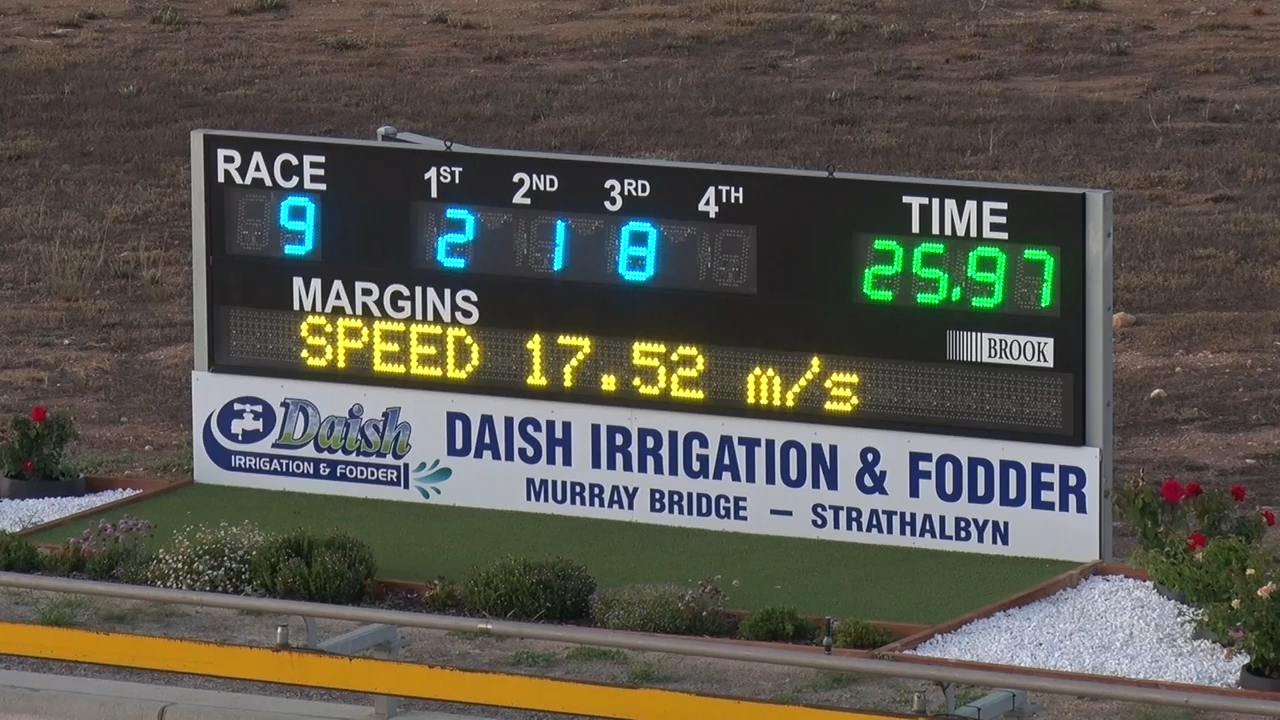 RACE 1ST 2ND 3RD 4TH TIME
9 2 1 8 25.97
MARGINS
SPEED 17.52 m/s
BROOK
Daish
IRRIGATION & FODDER
DAISH IRRIGATION & FODDER
MURRAY BRIDGE – STRATHALBYN